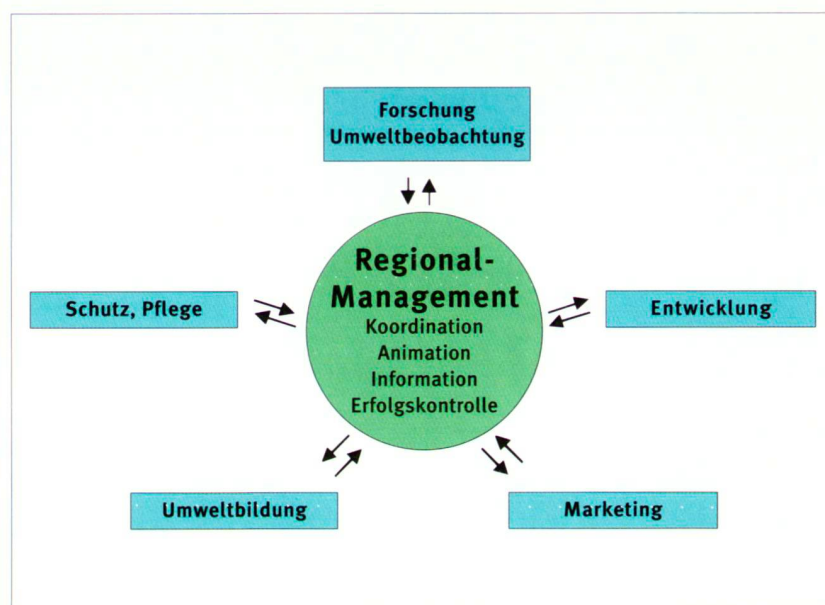 Forschung
Umweltbeobachtung
Regional-
Management
Koordination
Animation
Information
Erfolgskontrolle
Schutz, Pflege
Entwicklung
Umweltbildung
Marketing